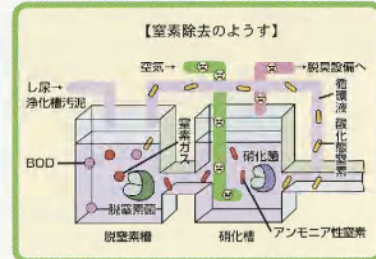 【窒素除去のようす】
空気→
→脱臭設備へ
し尿→
浄化槽汚泥
循環液
酸化態窒素
窒素ガス
硝化菌
BOD
脱窒素菌
アンモニア性窒素
脱窒素槽
硝化槽